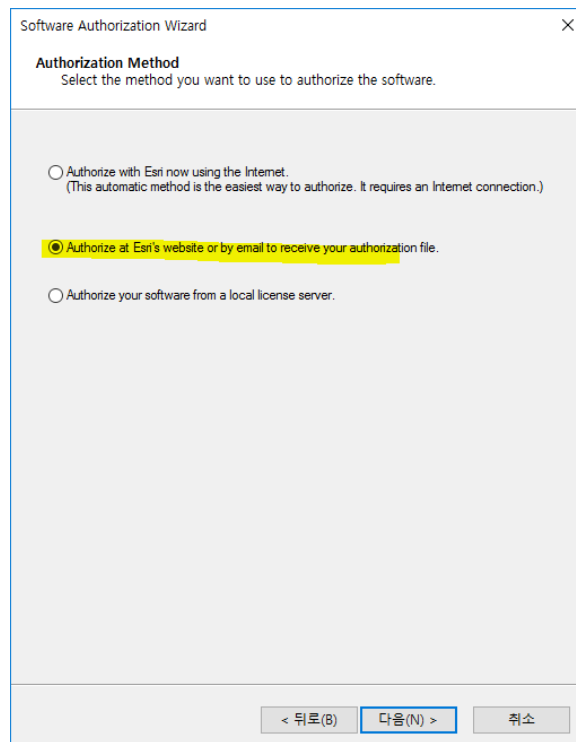 Software Authorization Wizard
Authorization Method
Select the method you want to use to authorize the software.
Authorize with Esri now using the Internet.
(This automatic method is the easiest way to authorize. It requires an Internet connection.)
Authorize at Esri's website or by email to receive your authorization file.
Authorize your software from a local license server.
< 뒤로(B)
다음(N) >
취소